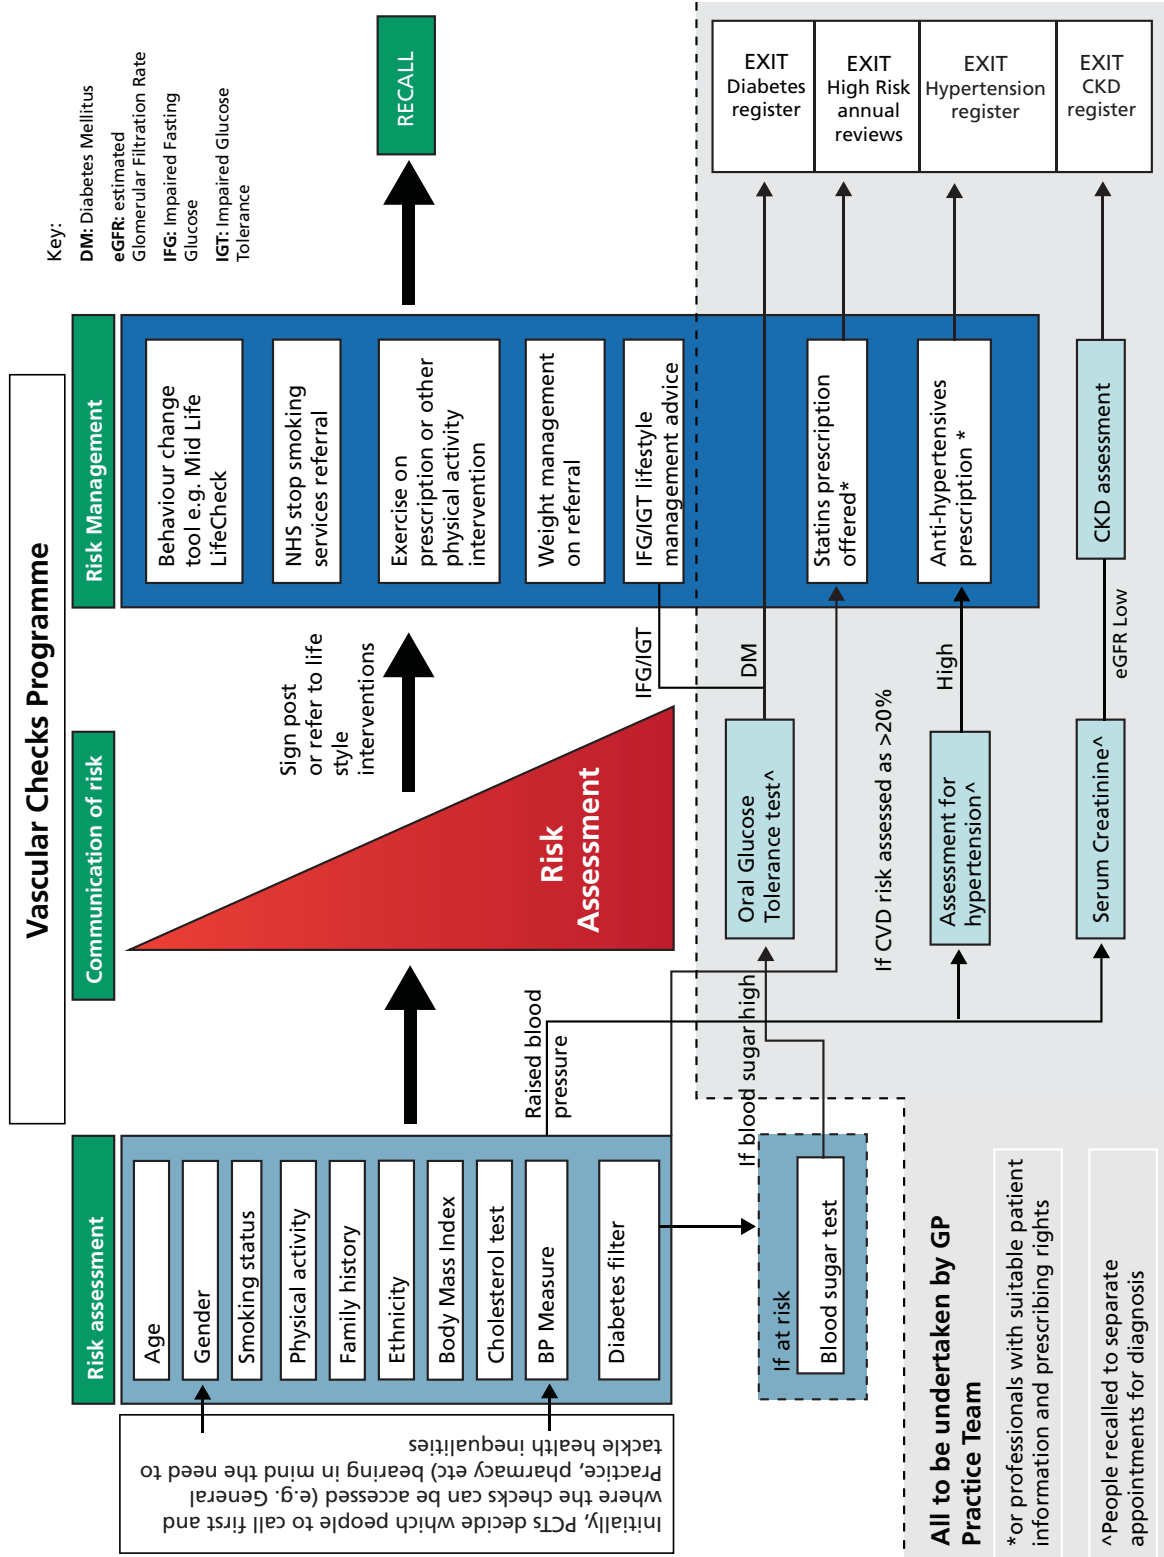 Vascular Checks Programme
Risk assessment
Communication of risk
Risk Management
Key:
DM: Diabetes Mellitus
eGFR: estimated
Glomerular Filtration Rate
IFG: Impaired Fasting
Glucose
IGT: Impaired Glucose
Tolerance
Initially, PCTs decide which people to call first and
where the checks can be accessed (e.g. General
Practice, pharmacy etc) bearing in mind the need to
tackle health inequalities
Age
Gender
Smoking status
Physical activity
Family history
Ethnicity
Body Mass Index
Cholesterol test
BP Measure
Diabetes filter
If at risk
Blood sugar test
Raised blood
pressure
If blood sugar high
Risk
Assessment
Sign post
or refer to life
style
interventions
Behaviour change
tool e.g. Mid Life
LifeCheck
NHS stop smoking
services referral
Exercise on
prescription or other
physical activity
intervention
Weight management
on referral
IFG/IGT lifestyle
management advice
RECALL
IFG/IGT
DM
Oral Glucose
Tolerance test^
If CVD risk assessed as >20%
Statins prescription
offered*
Assessment for
hypertension^
High
Anti-hypertensives
prescription *
Serum Creatinine^
eGFR Low
CKD assessment
EXIT
Diabetes
register
EXIT
High Risk
annual
reviews
EXIT
Hypertension
register
EXIT
CKD
register
All to be undertaken by GP
Practice Team
*or professionals with suitable patient
information and prescribing rights
^People recalled to separate
appointments for diagnosis